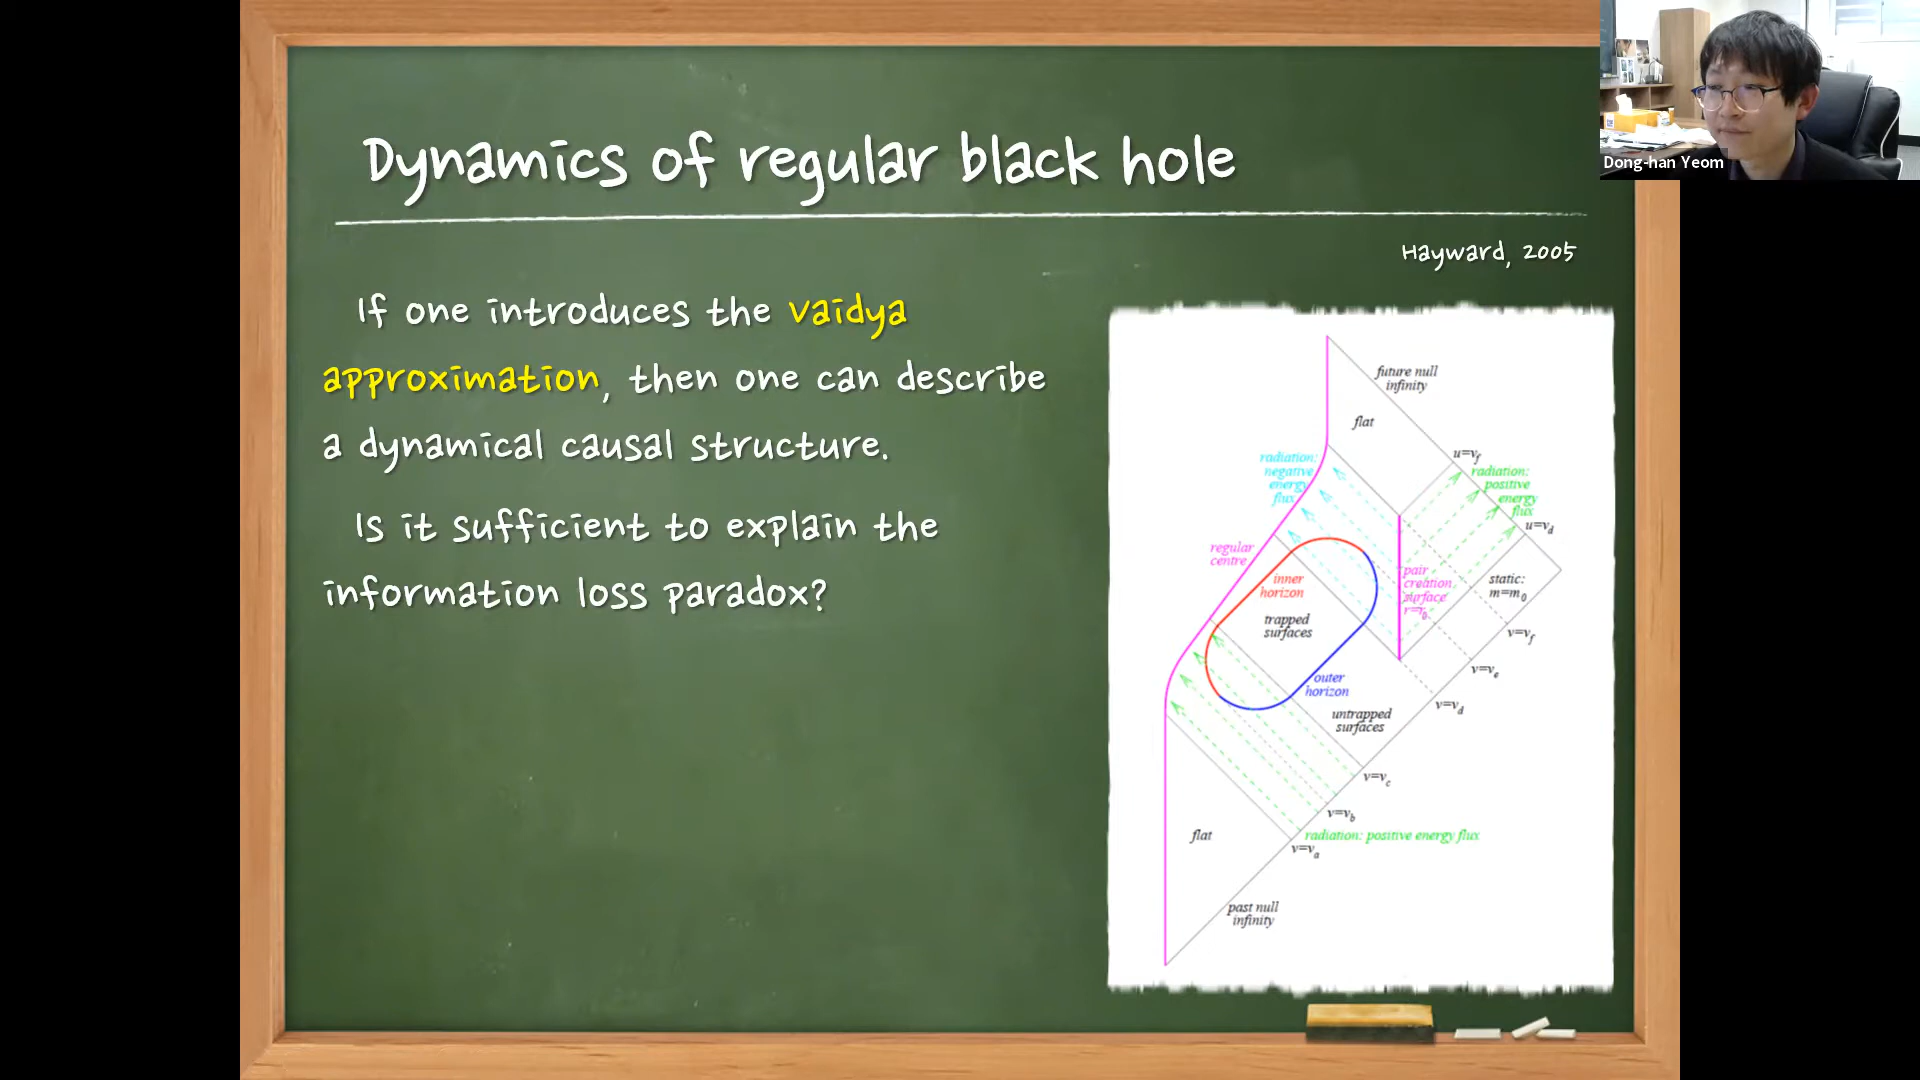 Dynamics of regular black hole
Dong-han Yeom
Hayward, 2005
If one introduces the Vaidya
approximation, then one can describe
a dynamical causal structure.
Is it sufficient to explain the
information loss paradox?
future null
infinity
flat
u=v_f
radiation:
negative
energy
flux
radiation:
positive
energy
flux
u=v_d
regular
centre
inner
horizon
pair
creation
surface
r=r_0
static:
m=m_0
trapped
surfaces
v=v_f
v=v_e
outer
horizon
v=v_d
untrapped
surfaces
v=v_c
v=v_b
flat
radiation: positive energy flux
v=v_a
past null
infinity